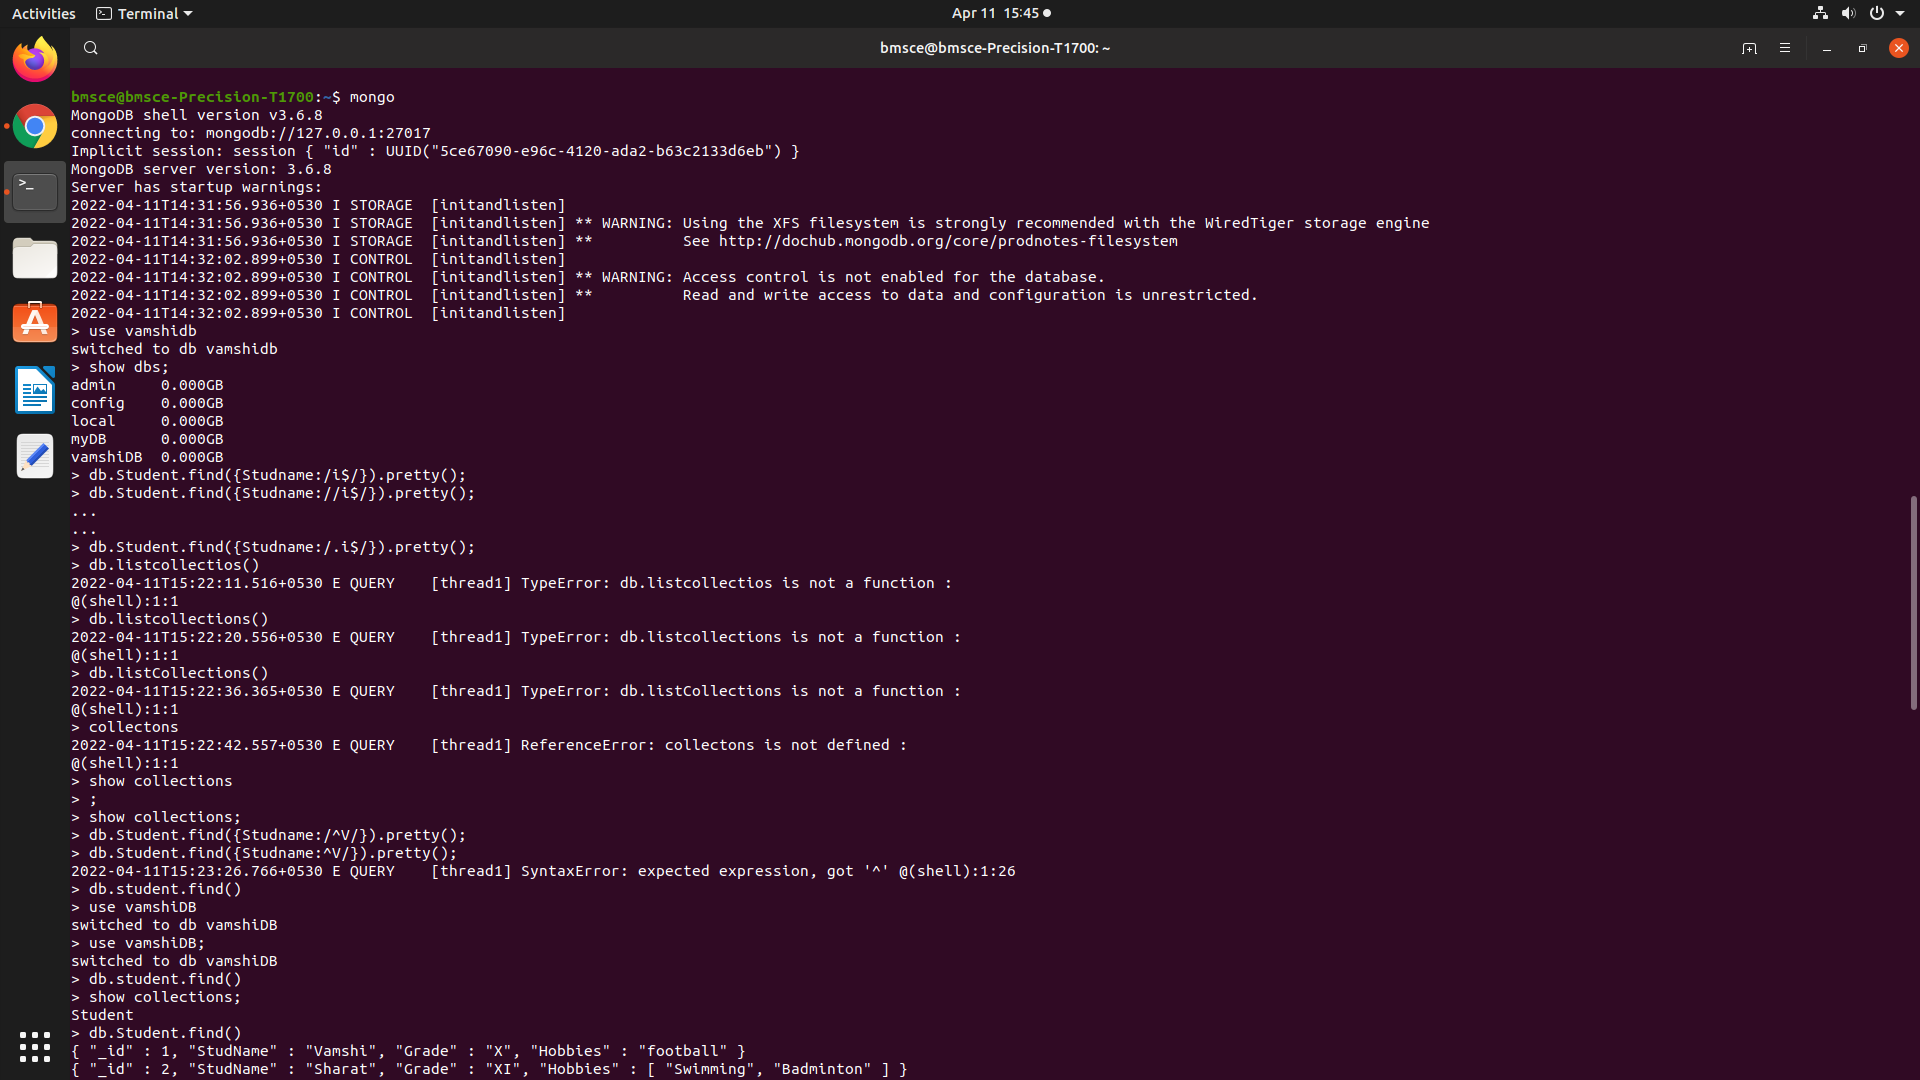 Activities Terminal Apr 11 15:45
bmsce@bmsce-Precision-T1700: ~
bmsce@bmsce-Precision-T1700:~$ mongo
MongoDB shell version v3.6.8
connecting to: mongodb://127.0.0.1:27017
Implicit session: session { "id" : UUID("5ce67090-e96c-4120-ada2-b63c2133d6eb") }
MongoDB server version: 3.6.8
Server has startup warnings:
2022-04-11T14:31:56.936+0530 I STORAGE  [initandlisten]
2022-04-11T14:31:56.936+0530 I STORAGE  [initandlisten] ** WARNING: Using the XFS filesystem is strongly recommended with the WiredTiger storage engine
2022-04-11T14:31:56.936+0530 I STORAGE  [initandlisten] **          See http://dochub.mongodb.org/core/prodnotes-filesystem
2022-04-11T14:32:02.899+0530 I CONTROL  [initandlisten]
2022-04-11T14:32:02.899+0530 I CONTROL  [initandlisten] ** WARNING: Access control is not enabled for the database.
2022-04-11T14:32:02.899+0530 I CONTROL  [initandlisten] **          Read and write access to data and configuration is unrestricted.
2022-04-11T14:32:02.899+0530 I CONTROL  [initandlisten]
> use vamshidb
switched to db vamshidb
> show dbs;
admin     0.000GB
config    0.000GB
local     0.000GB
myDB      0.000GB
vamshiDB  0.000GB
> db.Student.find({Studname:/i$/}).pretty();
> db.Student.find({Studname://i$/}).pretty();
...
...
> db.Student.find({Studname:/.i$/}).pretty();
> db.listcollectios()
2022-04-11T15:22:11.516+0530 E QUERY    [thread1] TypeError: db.listcollectios is not a function :
@(shell):1:1
> db.listcollections()
2022-04-11T15:22:20.556+0530 E QUERY    [thread1] TypeError: db.listcollections is not a function :
@(shell):1:1
> db.listCollections()
2022-04-11T15:22:36.365+0530 E QUERY    [thread1] TypeError: db.listCollections is not a function :
@(shell):1:1
> collectons
2022-04-11T15:22:42.557+0530 E QUERY    [thread1] ReferenceError: collectons is not defined :
@(shell):1:1
> show collections
> ;
> show collections;
> db.Student.find({Studname:/^V/}).pretty();
> db.Student.find({Studname:^V/}).pretty();
2022-04-11T15:23:26.766+0530 E QUERY    [thread1] SyntaxError: expected expression, got '^' @(shell):1:26
> db.student.find()
> use vamshiDB
switched to db vamshiDB
> use vamshiDB;
switched to db vamshiDB
> db.student.find()
> show collections;
Student
> db.Student.find()
{ "_id" : 1, "StudName" : "Vamshi", "Grade" : "X", "Hobbies" : "football" }
{ "_id" : 2, "StudName" : "Sharat", "Grade" : "XI", "Hobbies" : [ "Swimming", "Badminton" ] }